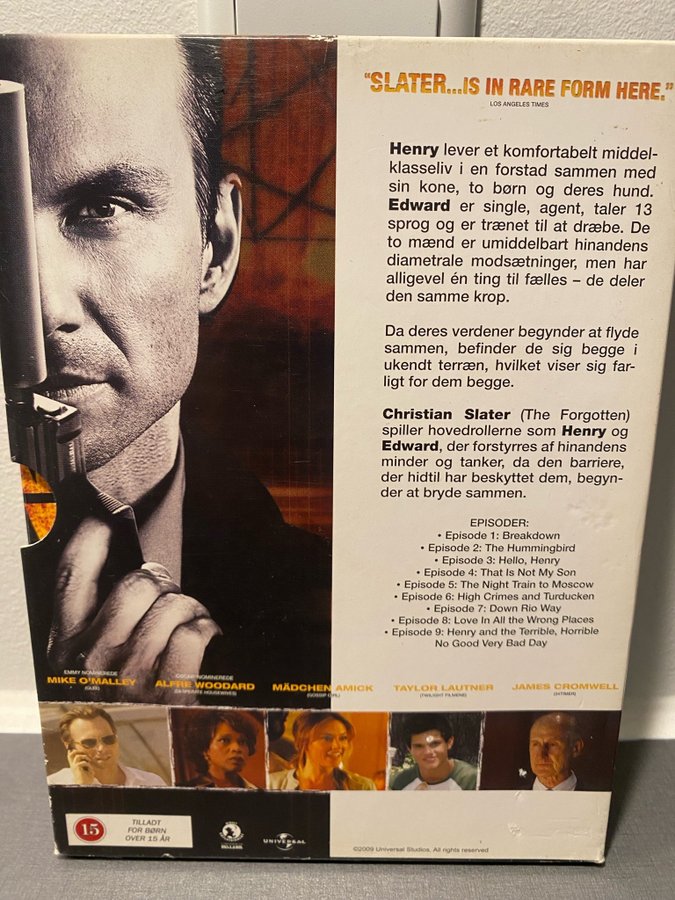 "SLATER...IS IN RARE FORM HERE."
LOS ANGELES TIMES
Henry lever et komfortabelt middel-
klasseliv i en forstad sammen med
sin kone, to børn og deres hund.
Edward er single, agent, taler 13
sprog og er trænet til at dræbe. De
to mænd er umiddelbart hinandens
diametrale modsætninger, men har
alligevel én ting til fælles – de deler
den samme krop.
Da deres verdener begynder at flyde
sammen, befinder de sig begge i
ukendt terræn, hvilket viser sig far-
ligt for dem begge.
Christian Slater (The Forgotten)
spiller hovedrollerne som Henry og
Edward, der forstyrres af hinandens
minder og tanker, da den barriere,
der hidtil har beskyttet dem, begyn-
der at bryde sammen.
EPISODER:
• Episode 1: Breakdown
• Episode 2: The Hummingbird
• Episode 3: Hello, Henry
• Episode 4: That Is Not My Son
• Episode 5: The Night Train to Moscow
• Episode 6: High Crimes and Turducken
• Episode 7: Down Rio Way
• Episode 8: Love In All the Wrong Places
• Episode 9: Henry and the Terrible, Horrible
No Good Very Bad Day
EMMY NOMINEREDE OSCAR NOMINEREDE
MIKE O'MALLEY ALFRE WOODARD MÄDCHEN AMICK TAYLOR LAUTNER JAMES CROMWELL
(GLEE) (DESPERATE HOUSEWIVES) (GOSSIP GIRL) (TWILIGHT FILMENE)
15
TILLADT
FOR BØRN
OVER 15 ÅR
UNIVERSAL
©2009 Universal Studios. All rights reserved